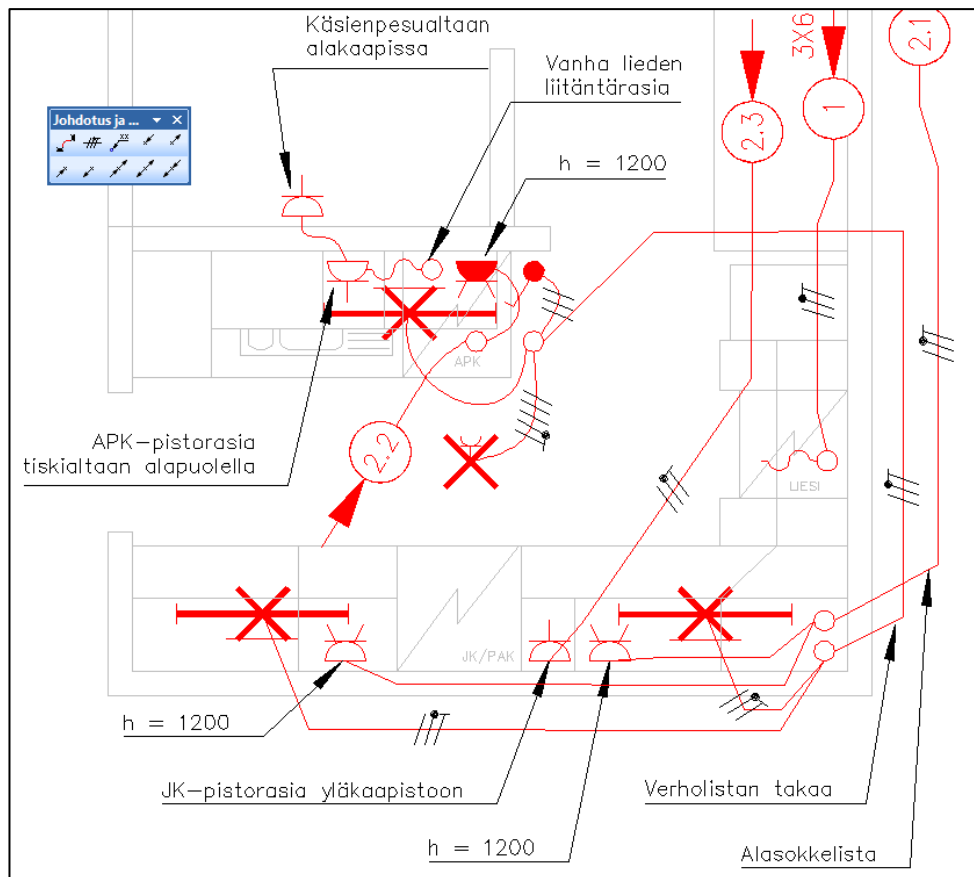 Käsienpesualtaan
alakaapissa
Vanha lieden
liitäntärasia
h = 1200
3X6
2.1
1
2.3
Johdotus ja ...
xx
APK
APK-pistorasia
tiskialtaan alapuolella
2.2
LIESI
JK/PAK
h = 1200
JK-pistorasia yläkaapistoon
Verholistan takaa
h = 1200
Alasokkelista